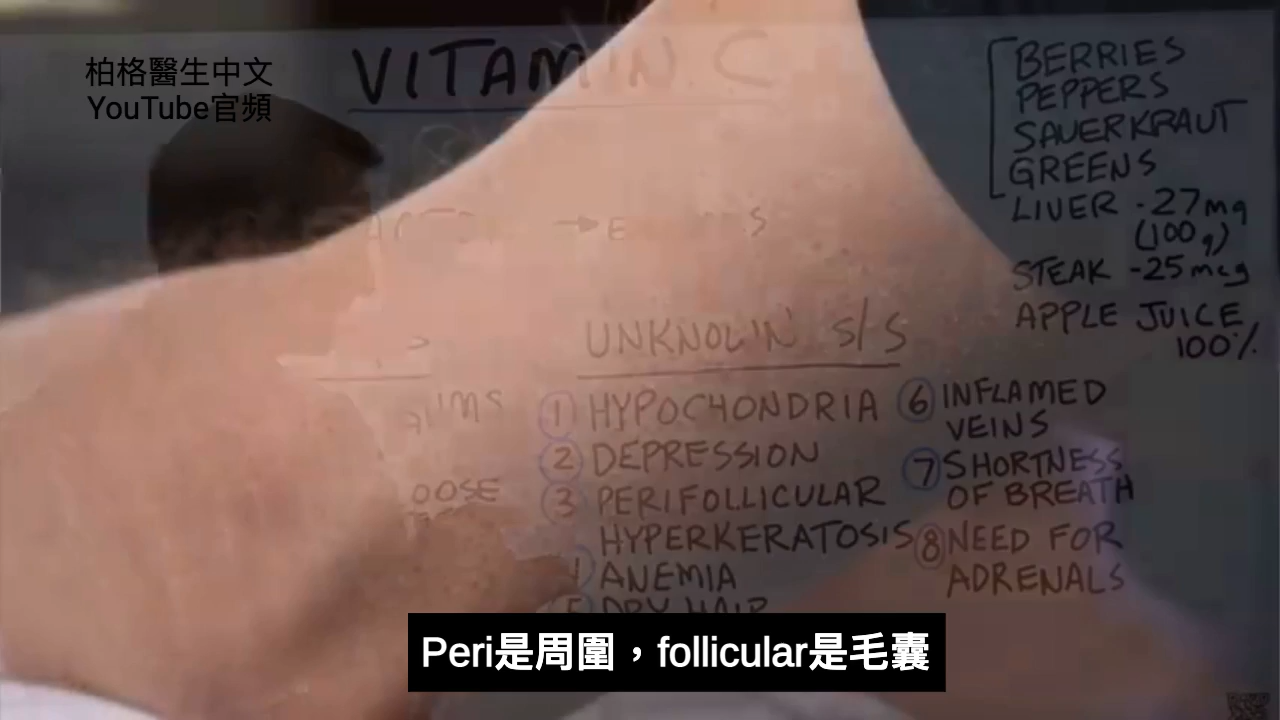 柏格醫生中文
YouTube官頻
VITAMIN C
UNKNOWN S/S
① HYPOCHONDRIA
② DEPRESSION
③ PERIFOLLICULAR
HYPERKERATOSIS
ANEMIA
DRY HAIR
⑥ INFLAMED
VEINS
⑦ SHORTNESS
OF BREATH
⑧ NEED FOR
ADRENALS
BERRIES
PEPPERS
SAUERKRAUT
GREENS
LIVER - 27mg
(100g)
STEAK - 25mcg
APPLE JUICE
100%
Peri是周圍，follicular是毛囊